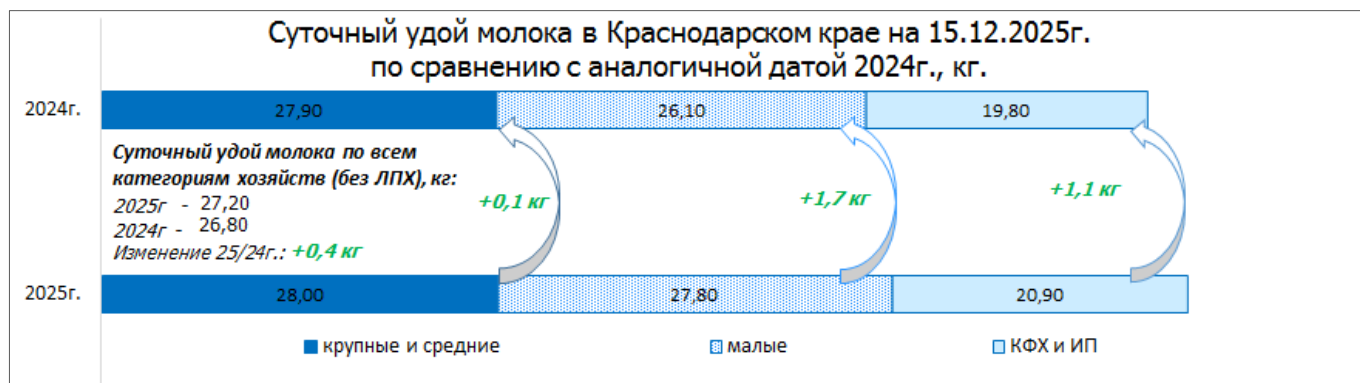 Суточный удой молока в Краснодарском крае на 15.12.2025г.
по сравнению с аналогичной датой 2024г., кг.
2024г.
27,90
26,10
19,80
Суточный удой молока по всем
категориям хозяйств (без ЛПХ), кг:
2025г - 27,20
2024г - 26,80
Изменение 25/24г.: +0,4 кг
+0,1 кг
+1,7 кг
+1,1 кг
2025г.
28,00
27,80
20,90
крупные и средние
малые
КФХ и ИП